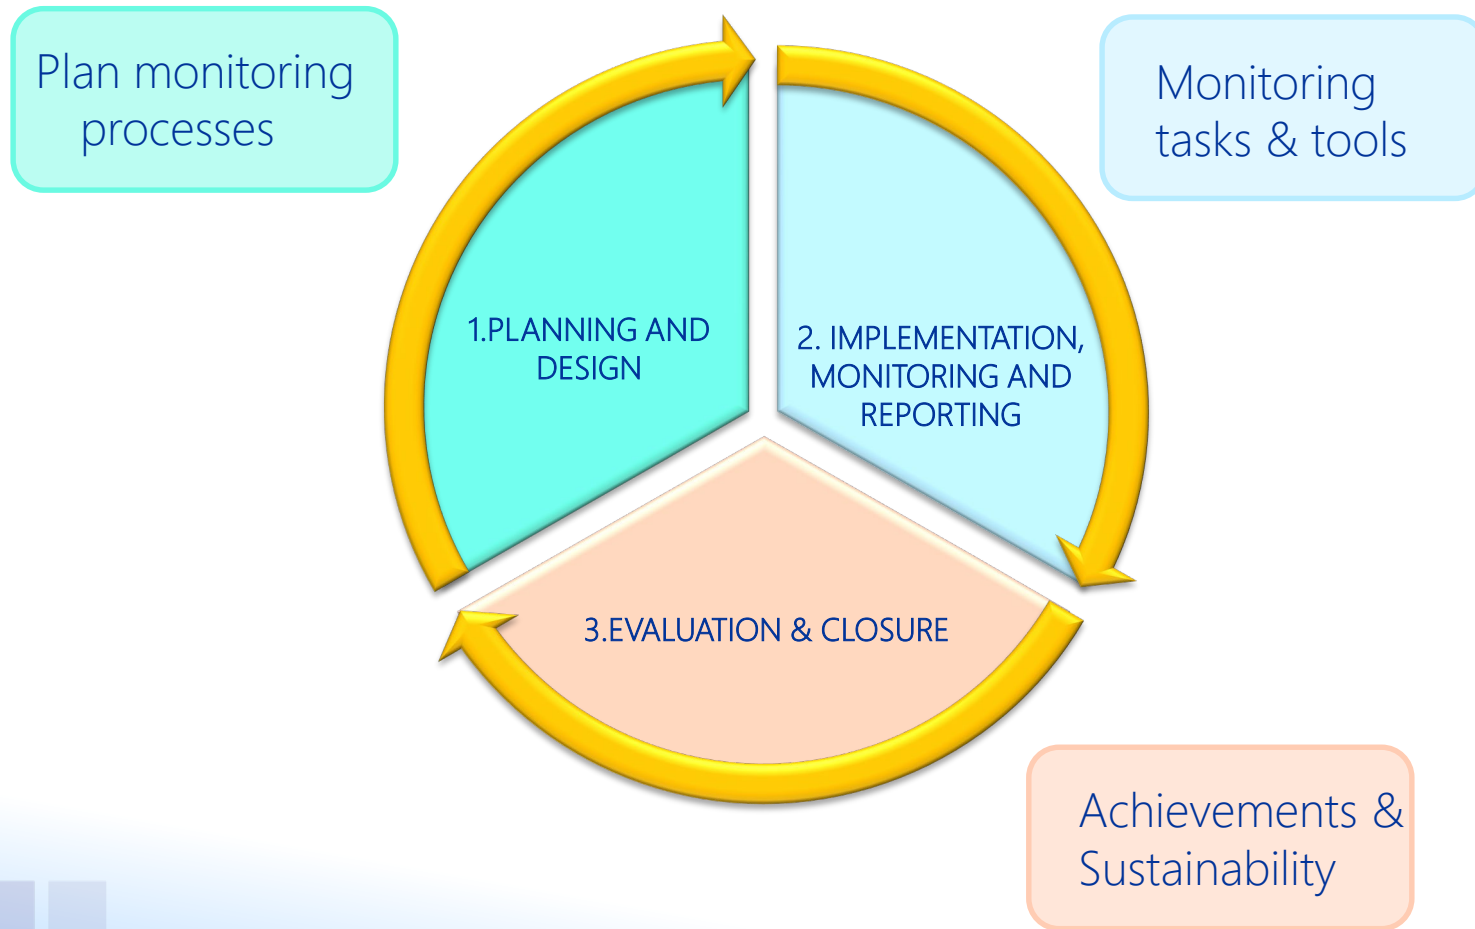 Plan monitoring
processes
Monitoring
tasks & tools
1.PLANNING AND
DESIGN
2. IMPLEMENTATION,
MONITORING AND
REPORTING
3.EVALUATION & CLOSURE
Achievements &
Sustainability